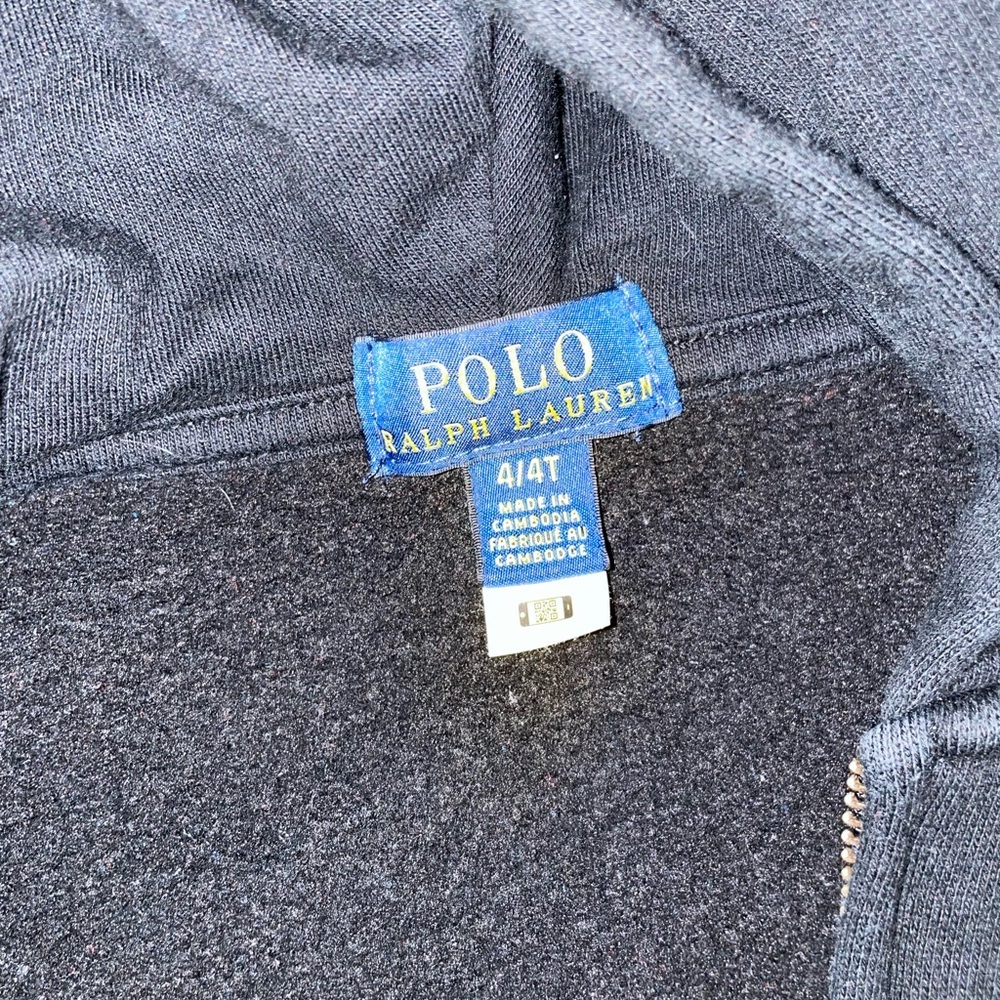 POLO
RALPH LAUREN
4/4T
MADE IN
CAMBODIA
FABRIQUÉ AU
CAMBODGE